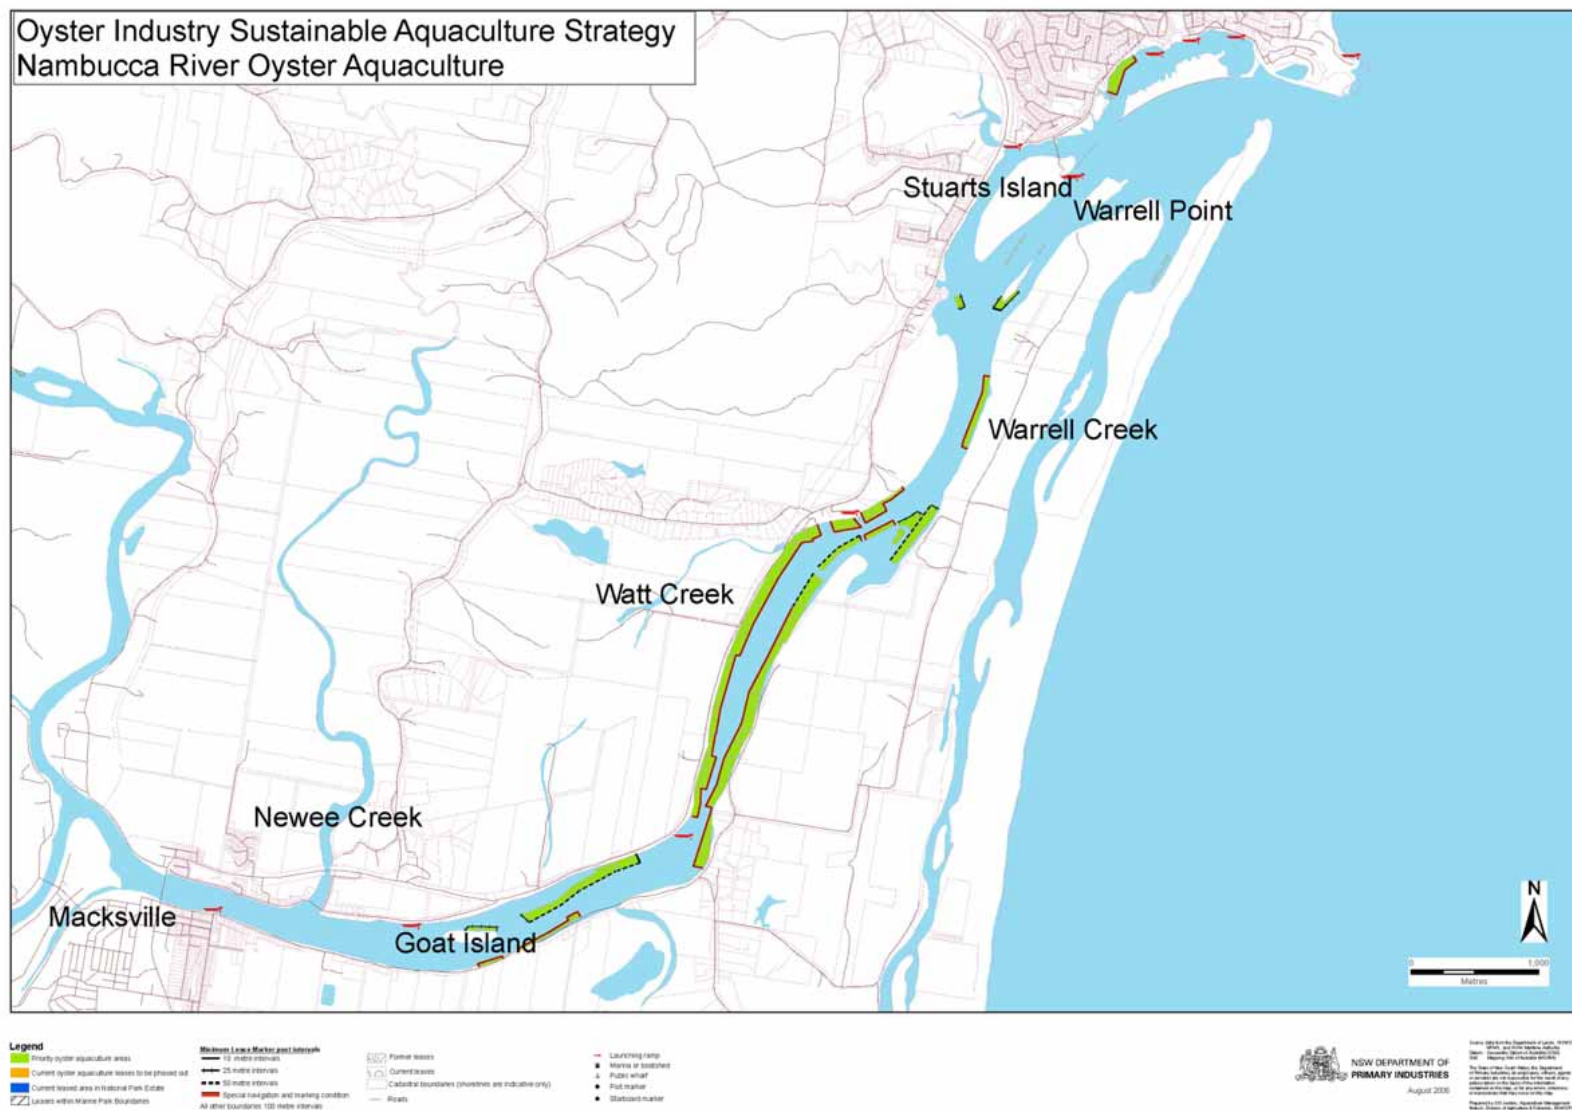 Oyster Industry Sustainable Aquaculture Strategy
Nambucca River Oyster Aquaculture
Stuarts Island
Warrell Point
Warrell Creek
Watt Creek
Newee Creek
Macksville
Goat Island
N
0 1,000
Metres
Legend
Priority oyster aquaculture areas
Current oyster aquaculture leases to be phased out
Current leased area in National Park Estate
Leases within Marine Park Boundaries
Minimum Lease Marker post intervals
10 metre intervals
25 metre intervals
50 metre intervals
Special navigation and marking condition
All other boundaries 100 metre intervals
Former leases
Current leases
Cadastral boundaries (shorelines are indicative only)
Roads
Launching ramp
Marina or boatshed
Public wharf
Port marker
Starboard marker
NSW DEPARTMENT OF
PRIMARY INDUSTRIES
August 2006